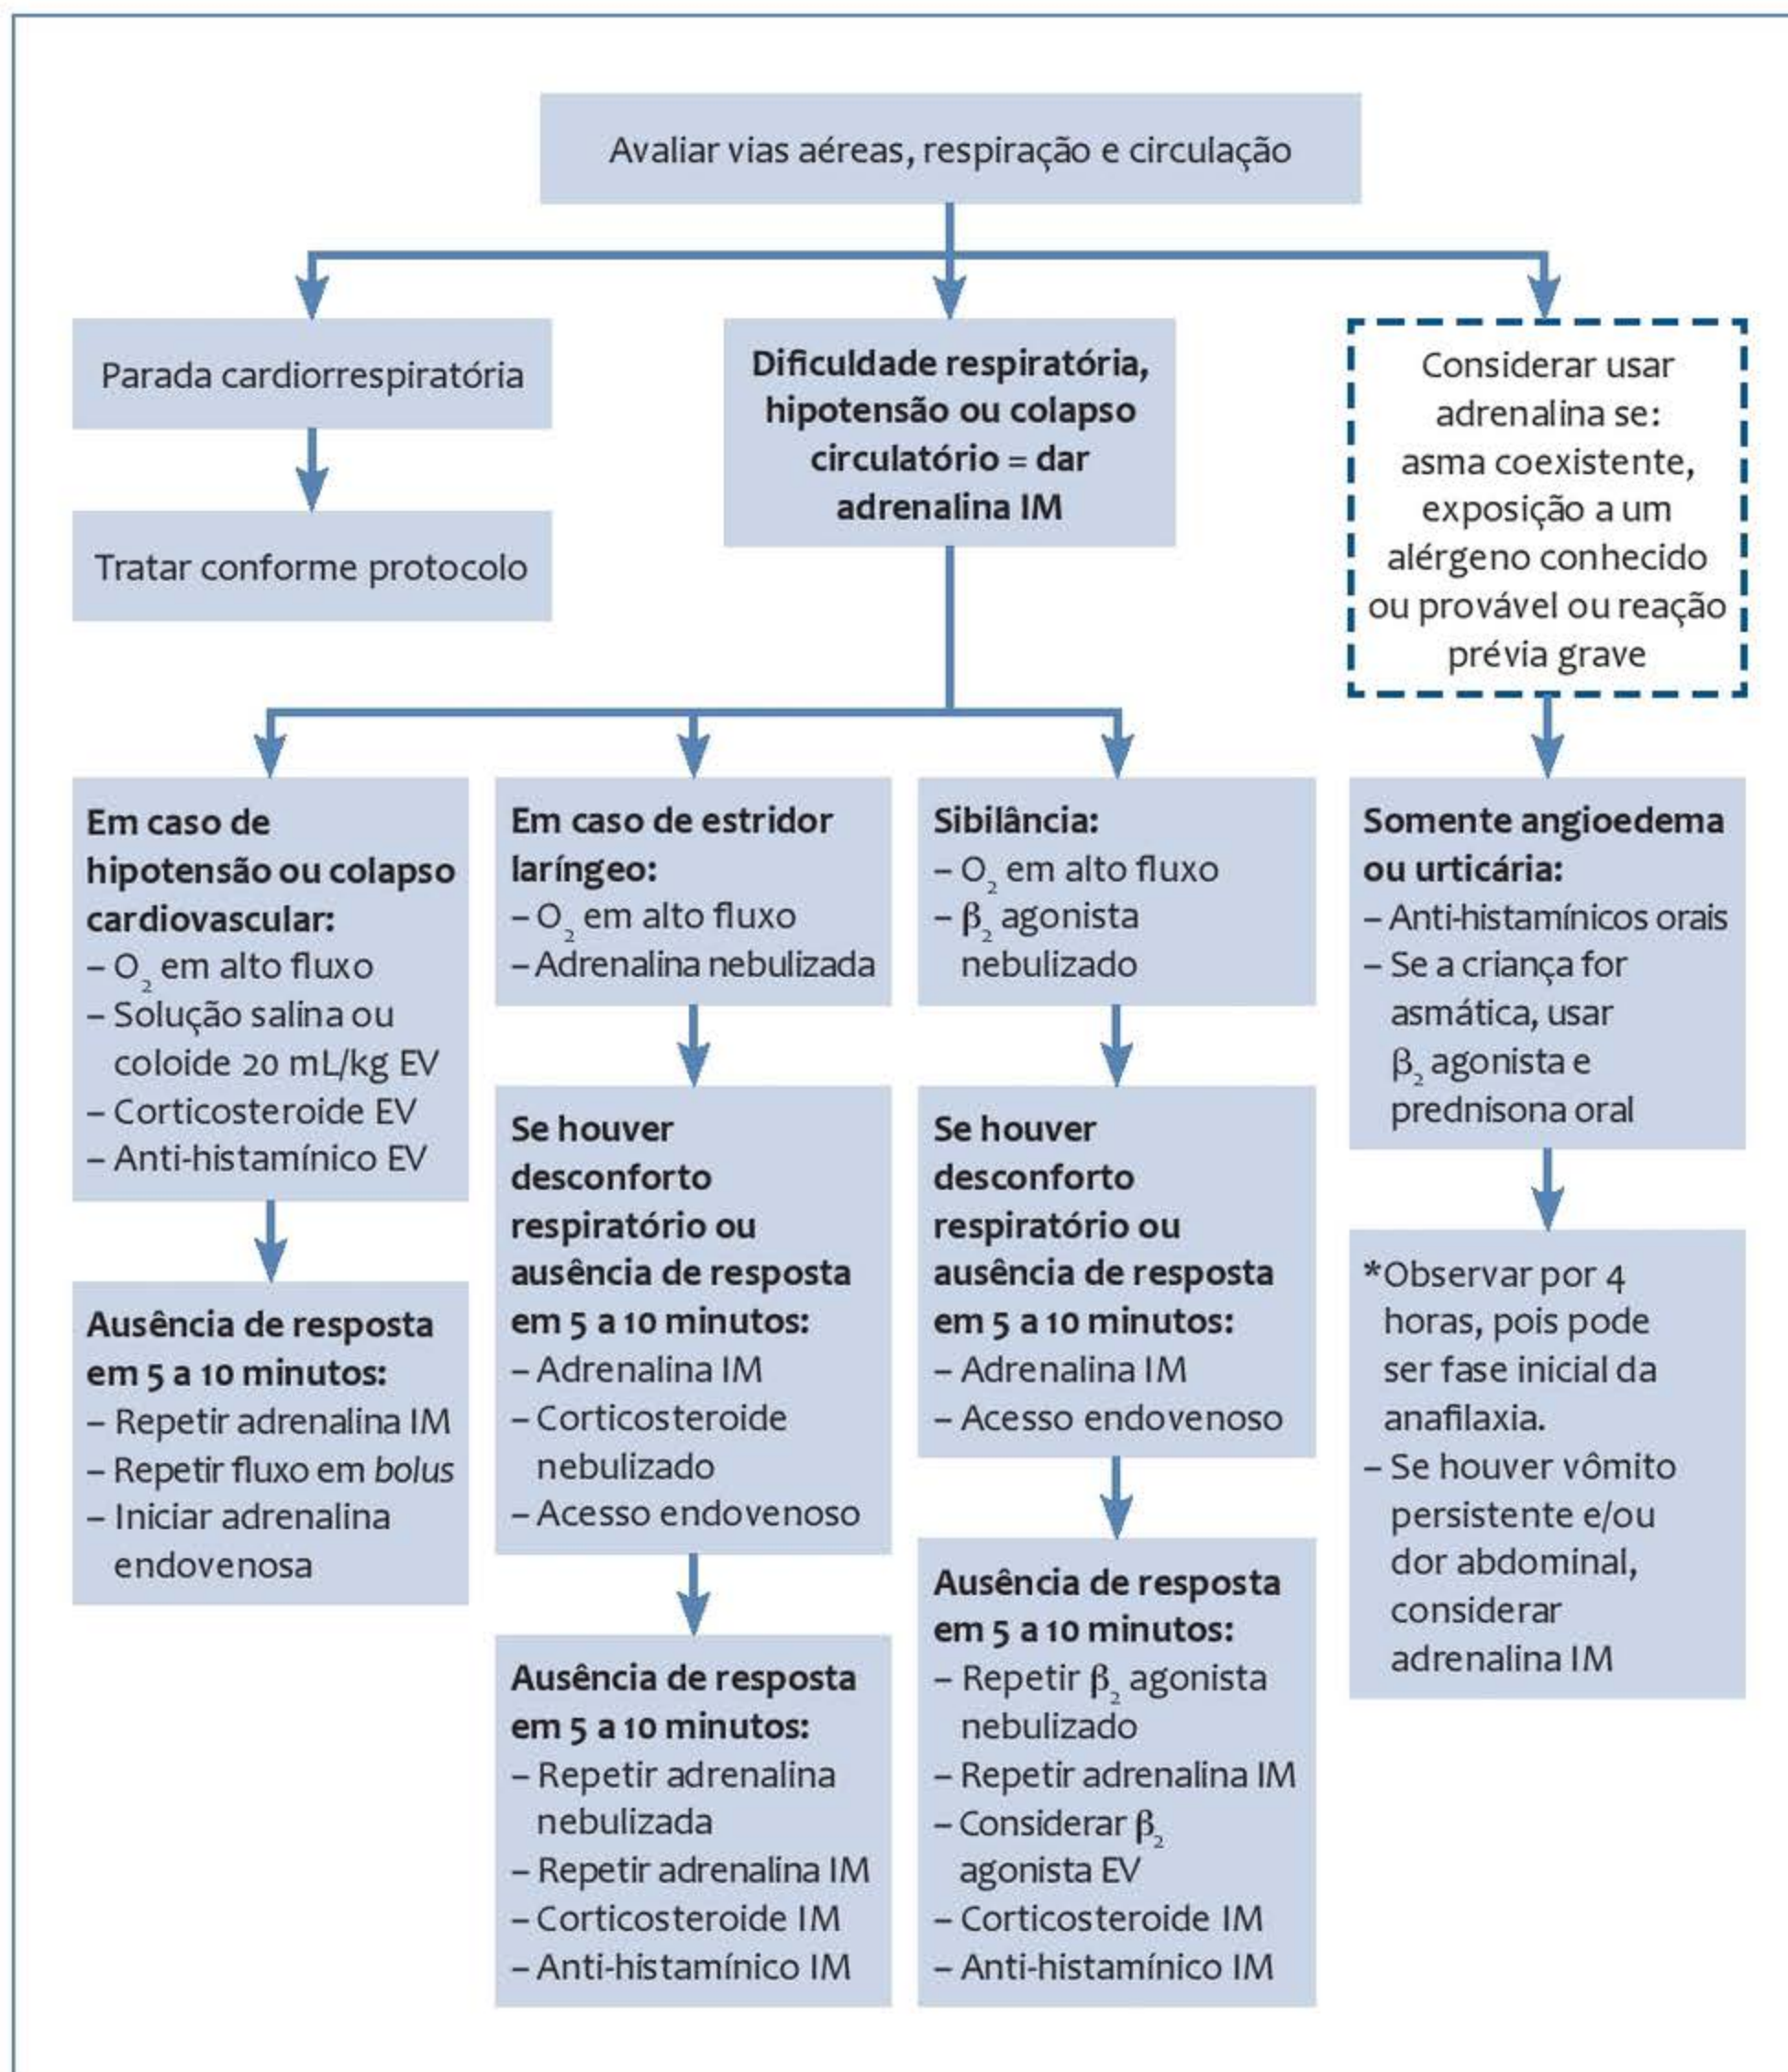 Avaliar vias aéreas, respiração e circulação
Parada cardiorrespiratória
Tratar conforme protocolo
Dificuldade respiratória,
hipotensão ou colapso
circulatório = dar
adrenalina IM
Considerar usar
adrenalina se:
asma coexistente,
exposição a um
alérgeno conhecido
ou provável ou reação
prévia grave
Em caso de
hipotensão ou colapso
cardiovascular:
– O₂ em alto fluxo
– Solução salina ou
coloide 20 mL/kg EV
– Corticosteroide EV
– Anti-histamínico EV
Ausência de resposta
em 5 a 10 minutos:
– Repetir adrenalina IM
– Repetir fluxo em bolus
– Iniciar adrenalina
endovenosa
Em caso de estridor
laríngeo:
– O₂ em alto fluxo
– Adrenalina nebulizada
Se houver
desconforto
respiratório ou
ausência de resposta
em 5 a 10 minutos:
– Adrenalina IM
– Corticosteroide
nebulizado
– Acesso endovenoso
Ausência de resposta
em 5 a 10 minutos:
– Repetir adrenalina
nebulizada
– Repetir adrenalina IM
– Corticosteroide IM
– Anti-histamínico IM
Sibilância:
– O₂ em alto fluxo
– β₂ agonista
nebulizado
Se houver
desconforto
respiratório ou
ausência de resposta
em 5 a 10 minutos:
– Adrenalina IM
– Acesso endovenoso
Ausência de resposta
em 5 a 10 minutos:
– Repetir β₂ agonista
nebulizado
– Repetir adrenalina IM
– Considerar β₂
agonista EV
– Corticosteroide IM
– Anti-histamínico IM
Somente angioedema
ou urticária:
– Anti-histamínicos orais
– Se a criança for
asmática, usar
β₂ agonista e
prednisona oral
*Observar por 4
horas, pois pode
ser fase inicial da
anafilaxia.
– Se houver vômito
persistente e/ou
dor abdominal,
considerar
adrenalina IM